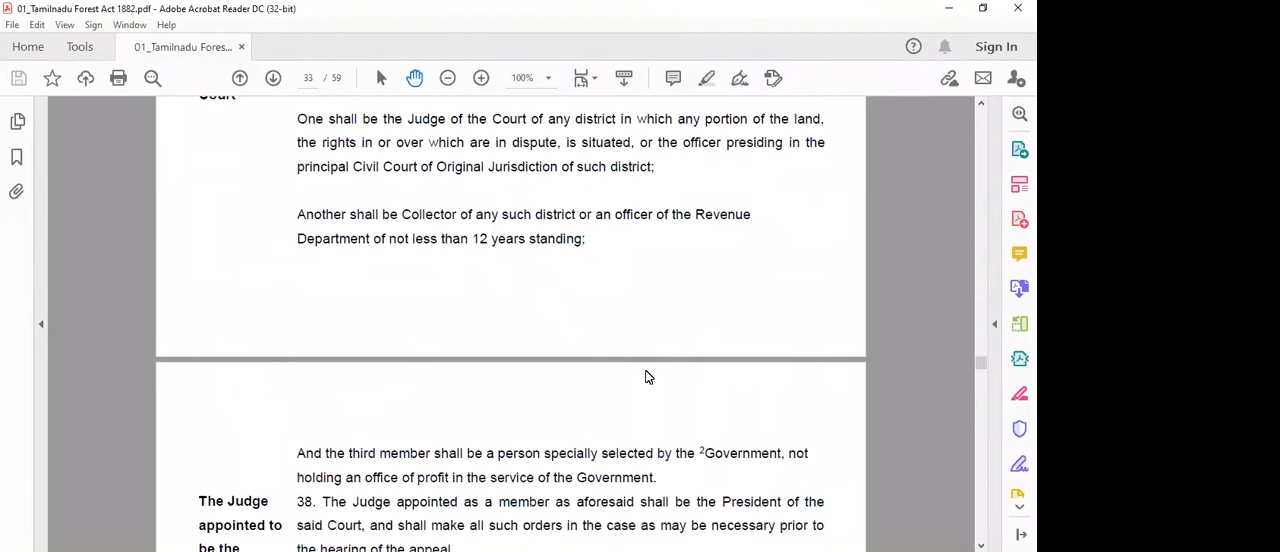 01_Tamilnadu Forest Act 1882.pdf - Adobe Acrobat Reader DC (32-bit)
File Edit View Sign Window Help
Home Tools 01_Tamilnadu Fores... × Sign In
33 / 59 100%
Court
One shall be the Judge of the Court of any district in which any portion of the land,
the rights in or over which are in dispute, is situated, or the officer presiding in the
principal Civil Court of Original Jurisdiction of such district;
Another shall be Collector of any such district or an officer of the Revenue
Department of not less than 12 years standing;
And the third member shall be a person specially selected by the ²Government, not
holding an office of profit in the service of the Government.
The Judge 38. The Judge appointed as a member as aforesaid shall be the President of the
appointed to said Court, and shall make all such orders in the case as may be necessary prior to
be the the hearing of the appeal